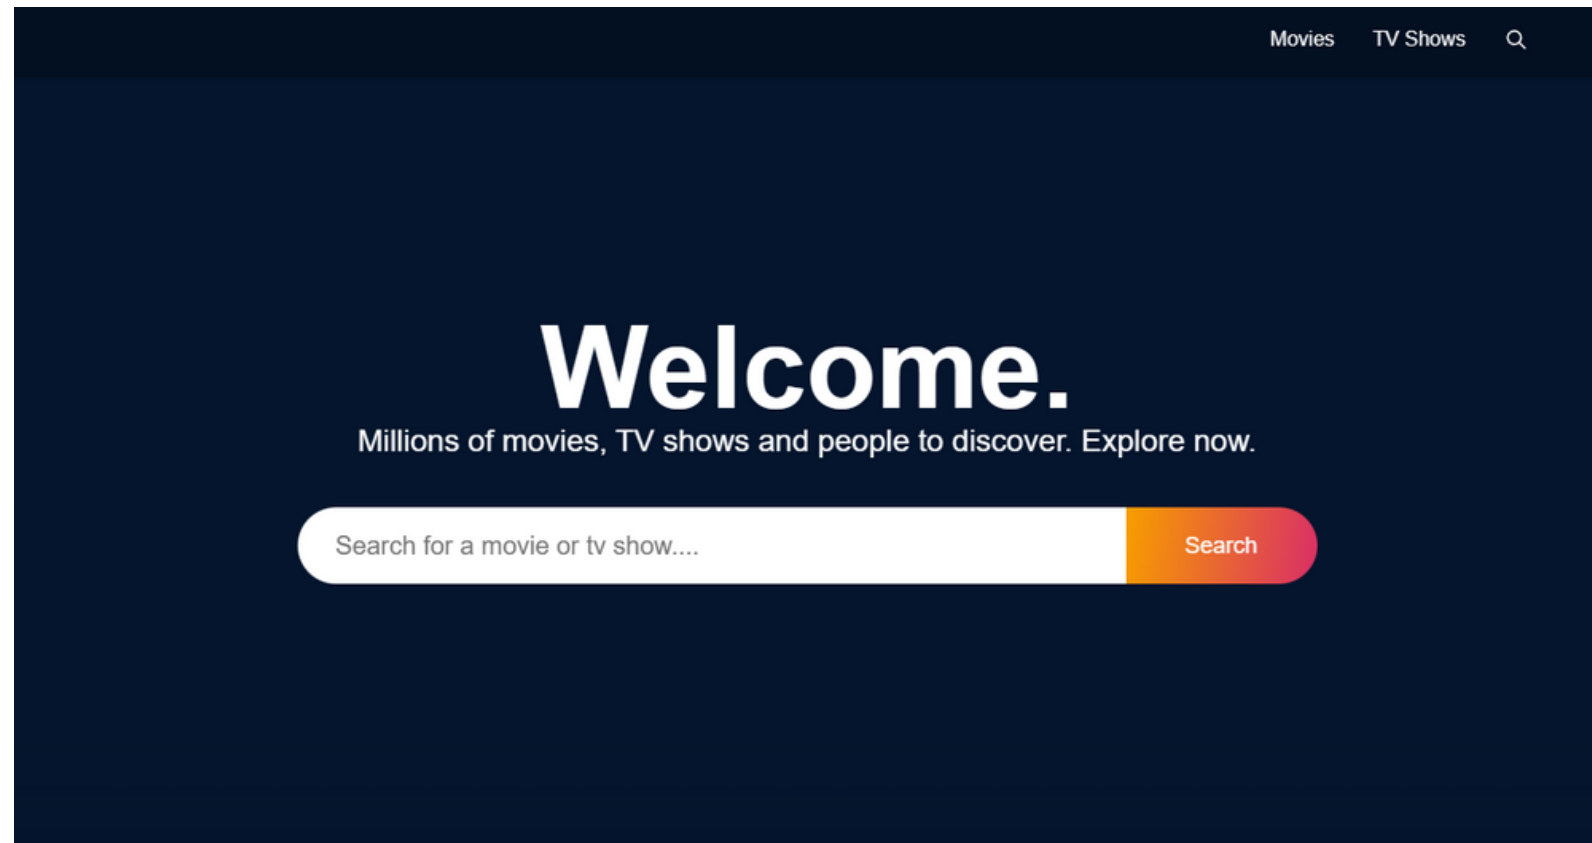 Movies TV Shows
Welcome.
Millions of movies, TV shows and people to discover. Explore now.
Search for a movie or tv show.... Search